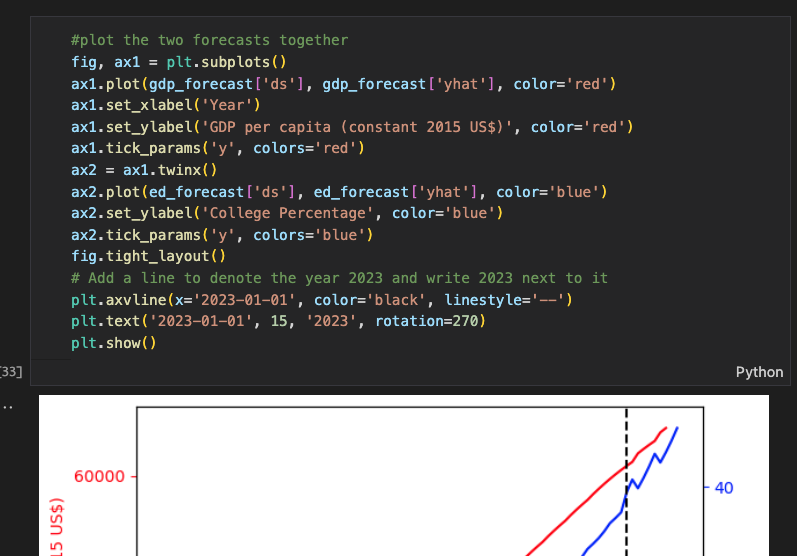 #plot the two forecasts together
fig, ax1 = plt.subplots()
ax1.plot(gdp_forecast['ds'], gdp_forecast['yhat'], color='red')
ax1.set_xlabel('Year')
ax1.set_ylabel('GDP per capita (constant 2015 US$)', color='red')
ax1.tick_params('y', colors='red')
ax2 = ax1.twinx()
ax2.plot(ed_forecast['ds'], ed_forecast['yhat'], color='blue')
ax2.set_ylabel('College Percentage', color='blue')
ax2.tick_params('y', colors='blue')
fig.tight_layout()
# Add a line to denote the year 2023 and write 2023 next to it
plt.axvline(x='2023-01-01', color='black', linestyle='--')
plt.text('2023-01-01', 15, '2023', rotation=270)
plt.show()
33]
Python
60000
40
15 US$)